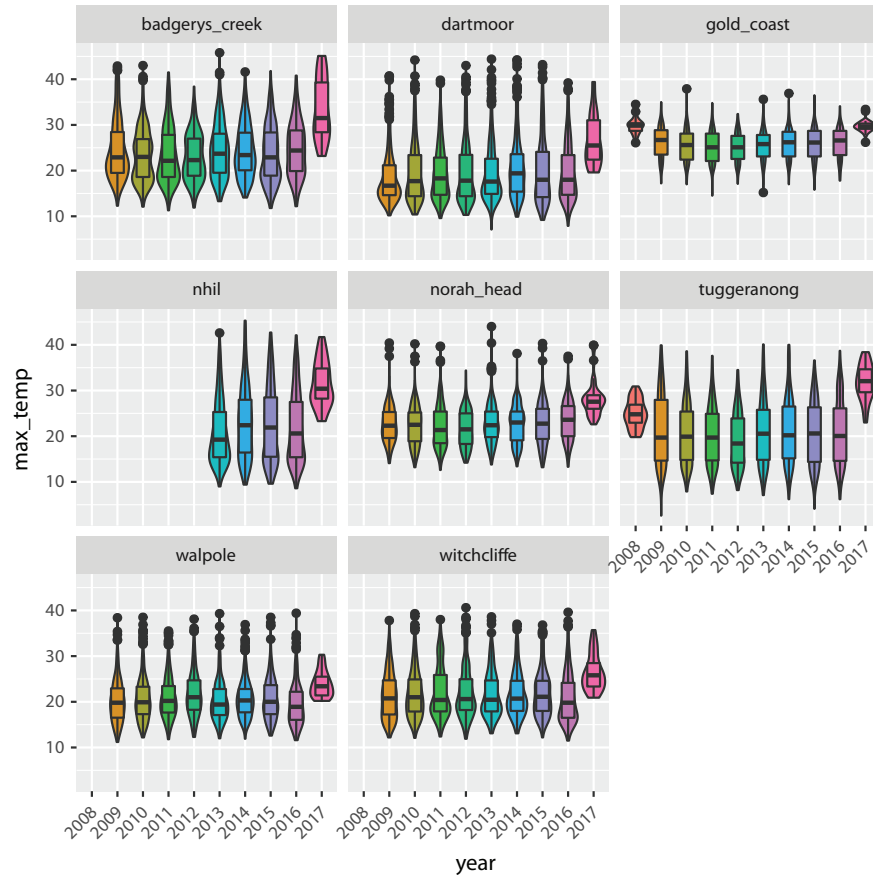 badgerys_creek dartmoor gold_coast
40
30
20
10
nhil norah_head tuggeranong
40
30
20
10
max_temp
2008 2009 2010 2011 2012 2013 2014 2015 2016 2017
walpole witchcliffe
40
30
20
10
2008 2009 2010 2011 2012 2013 2014 2015 2016 2017 2008 2009 2010 2011 2012 2013 2014 2015 2016 2017
year